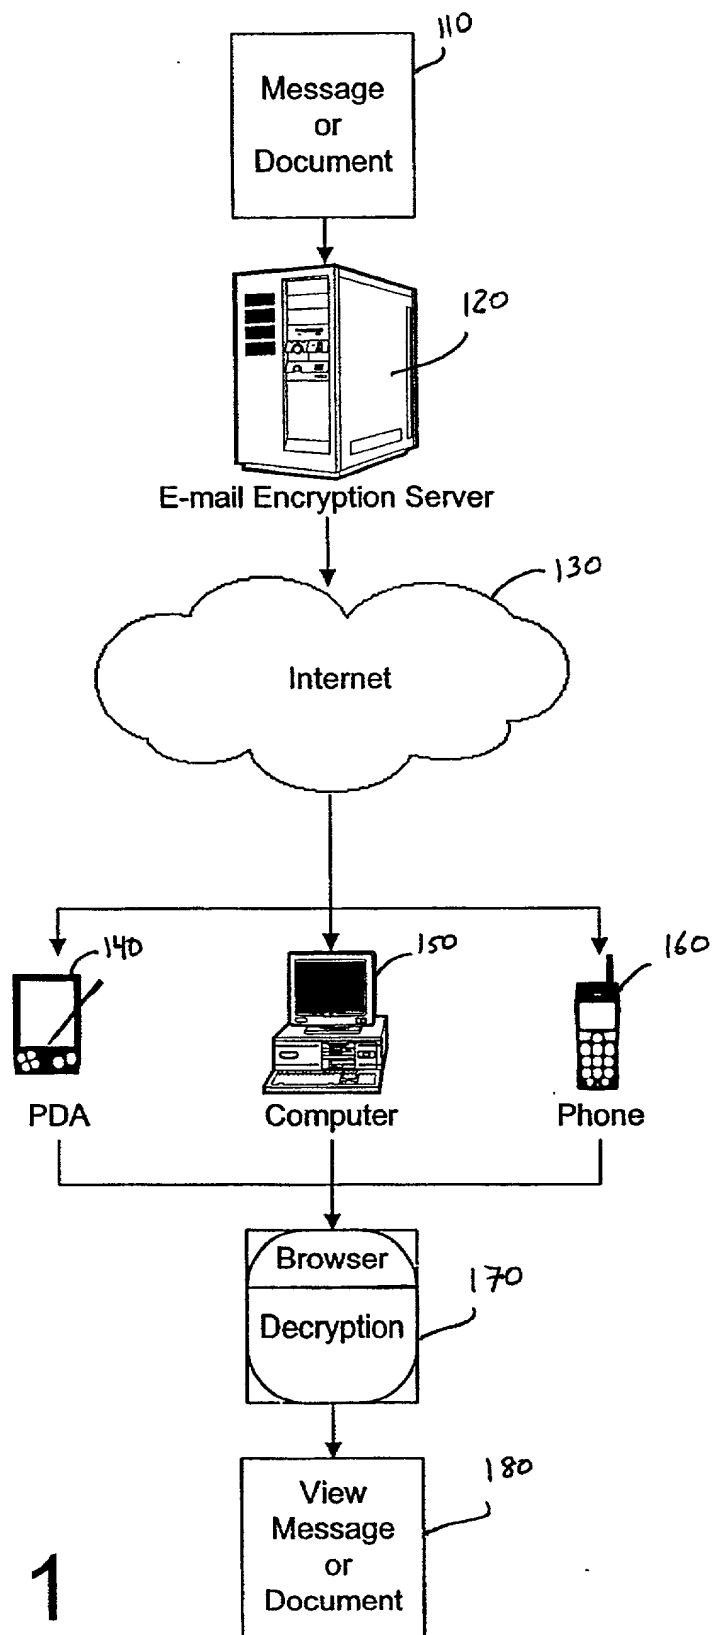 110
Message
or
Document
120
E-mail Encryption Server
130
Internet
140
150
160
PDA
Computer
Phone
Browser
170
Decryption
180
View
Message
or
Document
1